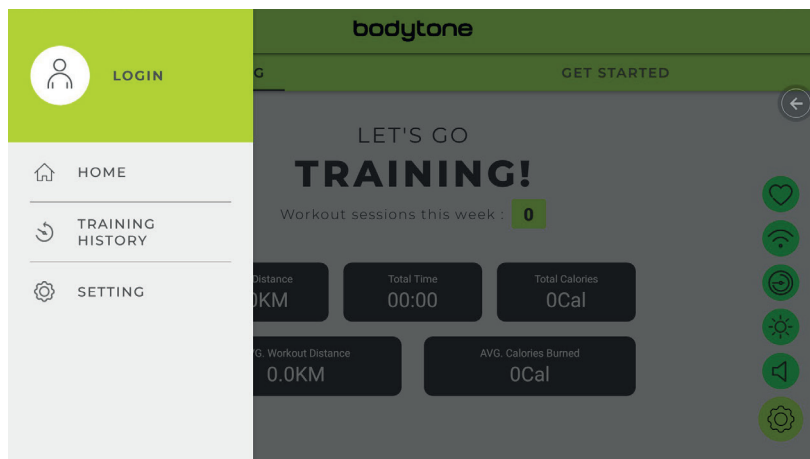 bodytone
LOGIN
G
GET STARTED
LET'S GO
HOME
TRAINING!
Workout sessions this week : 0
TRAINING
HISTORY
Distance
Total Time
Total Calories
0KM
00:00
0Cal
SETTING
G. Workout Distance
AVG. Calories Burned
0.0KM
0Cal